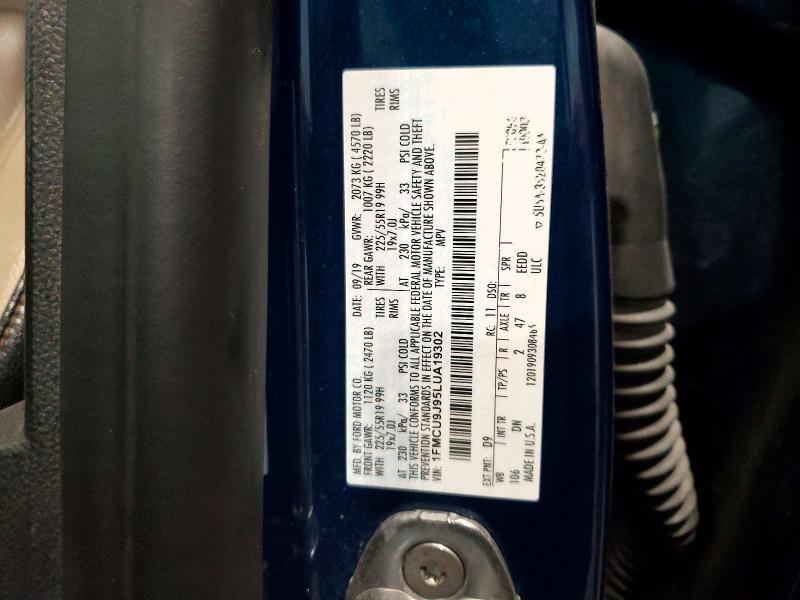 MFD. BY FORD MOTOR CO. DATE: 09/19 GVWR: 2073 KG ( 4570 LB)
FRONT GAWR: 1120 KG ( 2470 LB) REAR GAWR: 1007 KG ( 2220 LB)
WITH 225/55R19 99H TIRES WITH 225/55R19 99H TIRES
19x7.0J RIMS 19x7.0J RIMS
AT 230 kPa/ 33 PSI COLD AT 230 kPa/ 33 PSI COLD
THIS VEHICLE CONFORMS TO ALL APPLICABLE FEDERAL MOTOR VEHICLE SAFETY AND THEFT
PREVENTION STANDARDS IN EFFECT ON THE DATE OF MANUFACTURE SHOWN ABOVE.
VIN: 1FMCU9J95LUA19302 TYPE: MPV
EXT PNT: D9 RC: 11 DSO:
WB INT TR TP/PS R AXLE TR SPR
106 DN 2 47 8 EEDD
MADE IN U.S.A. 1201909308464 ULC